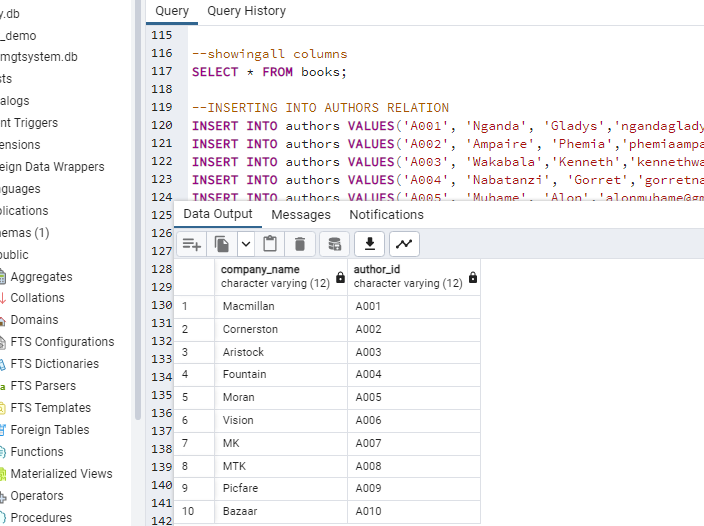 y.db
_demo
mgtsystem.db
sts
alogs
nt Triggers
ensions
eign Data Wrappers
nguages
olications
nemas (1)
public
Aggregates
Collations
Domains
FTS Configurations
FTS Dictionaries
FTS Parsers
FTS Templates
Foreign Tables
Functions
Materialized Views
Operators
Procedures
Query Query History
115
116 --showingall columns
117 SELECT * FROM books;
118
119 --INSERTING INTO AUTHORS RELATION
120 INSERT INTO authors VALUES('A001', 'Nganda', 'Gladys','ngandaglady
121 INSERT INTO authors VALUES('A002', 'Ampaire', 'Phemia','phemiaampa
122 INSERT INTO authors VALUES('A003', 'Wakabala','Kenneth','kennethwa
123 INSERT INTO authors VALUES('A004', 'Nabatanzi', 'Gorret','gorretna
124 INSERT INTO authors VALUES('A005', 'Muhame', 'Alon','alonmuhame@gm
125
126
127
128
129
130
131
132
133
134
135
136
137
138
139
140
141
142
Data Output Messages Notifications
company_name author_id
character varying (12) character varying (12)
1 Macmillan A001
2 Cornerston A002
3 Aristock A003
4 Fountain A004
5 Moran A005
6 Vision A006
7 MK A007
8 MTK A008
9 Picfare A009
10 Bazaar A010